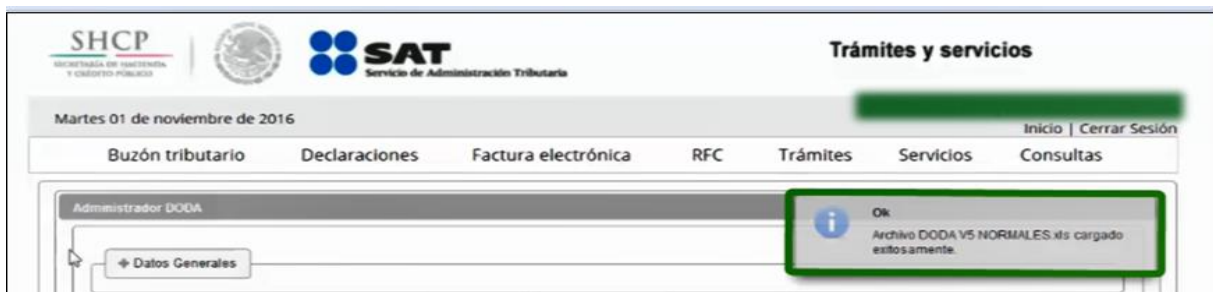 SHCP
SECRETARÍA DE HACIENDA
Y CRÉDITO PÚBLICO
SAT
Servicio de Administración Tributaria
Trámites y servicios
Martes 01 de noviembre de 2016
Inicio | Cerrar Sesión
Buzón tributario Declaraciones Factura electrónica RFC Trámites Servicios Consultas
Administrador DODA
Ok
Archivo DODA V5 NORMALES.xls cargado
exitosamente.
+ Datos Generales